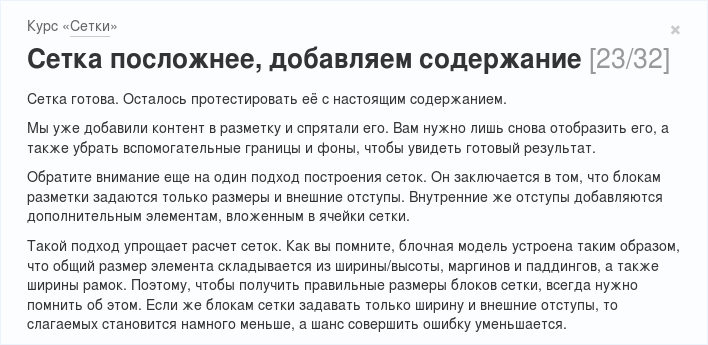 Курс «Сетки»
Сетка посложнее, добавляем содержание [23/32]
Сетка готова. Осталось протестировать её с настоящим содержанием.
Мы уже добавили контент в разметку и спрятали его. Вам нужно лишь снова отобразить его, а
также убрать вспомогательные границы и фоны, чтобы увидеть готовый результат.
Обратите внимание еще на один подход построения сеток. Он заключается в том, что блокам
разметки задаются только размеры и внешние отступы. Внутренние же отступы добавляются
дополнительным элементам, вложенным в ячейки сетки.
Такой подход упрощает расчет сеток. Как вы помните, блочная модель устроена таким образом,
что общий размер элемента складывается из ширины/высоты, маргинов и паддингов, а также
ширины рамок. Поэтому, чтобы получить правильные размеры блоков сетки, всегда нужно
помнить об этом. Если же блокам сетки задавать только ширину и внешние отступы, то
слагаемых становится намного меньше, а шанс совершить ошибку уменьшается.